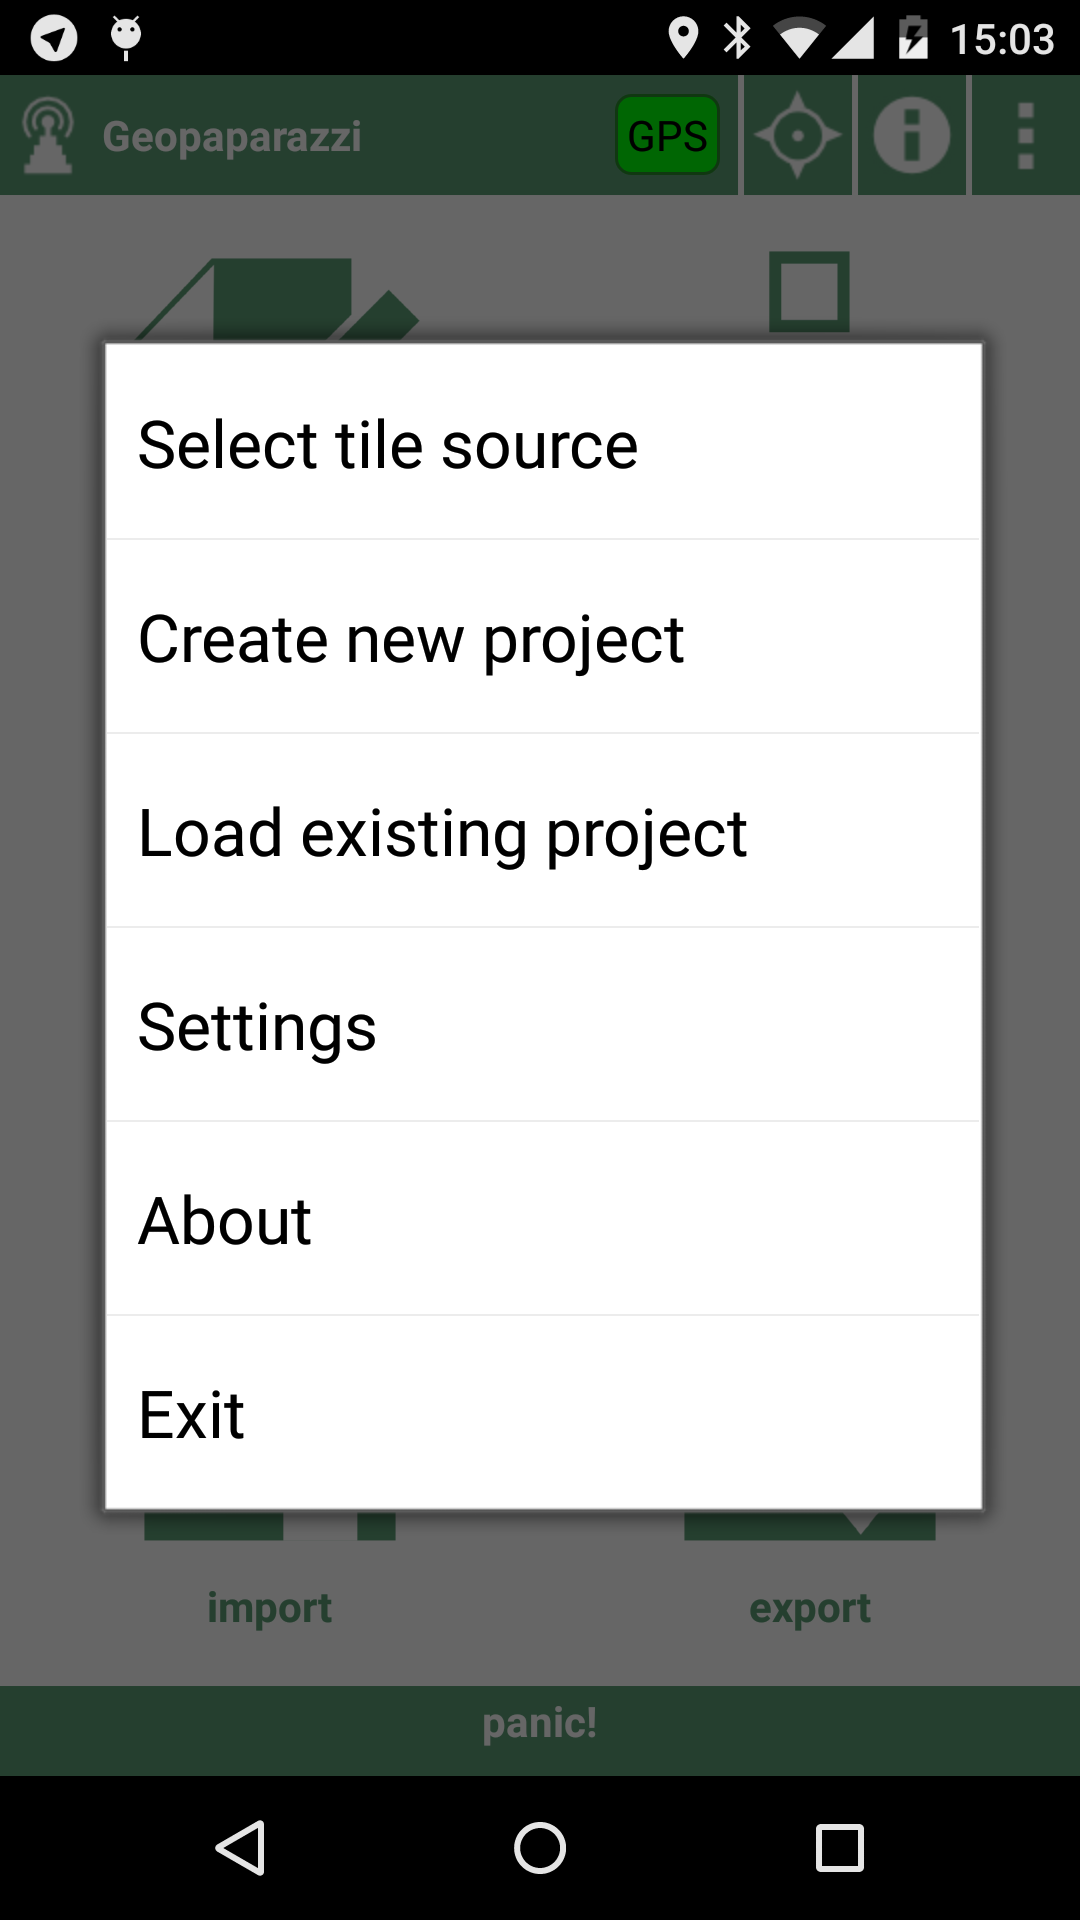 15:03
Geopaparazzi GPS
Select tile source
Create new project
Load existing project
Settings
About
Exit
import export
panic!